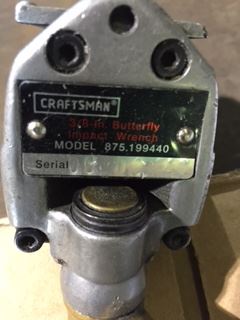 CRAFTSMAN®
3/8-in. Butterfly
Impact Wrench
MODEL 875.199440
Serial